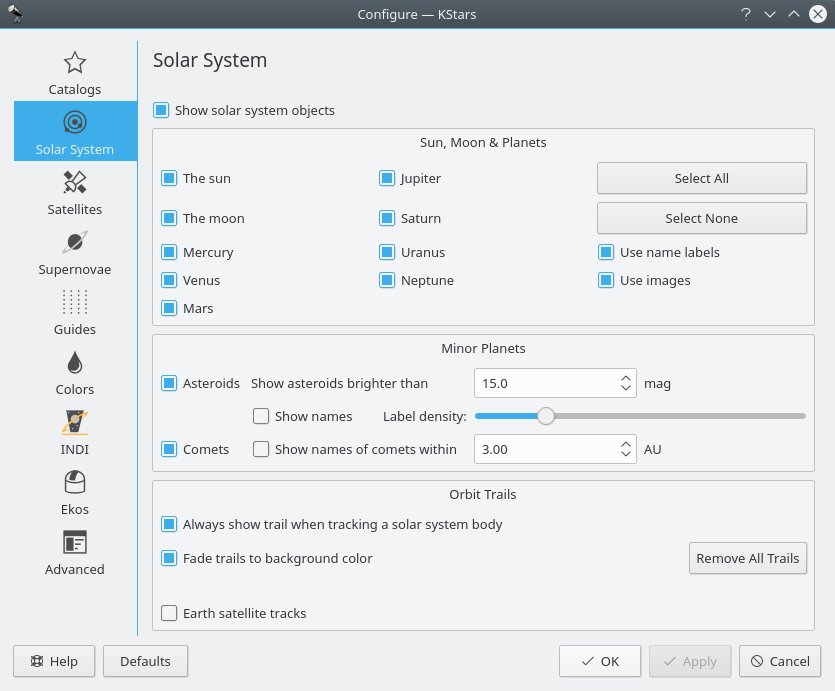 Configure — KStars
Catalogs
Solar System
Satellites
Supernovae
Guides
Colors
INDI
Ekos
Advanced
Solar System
Show solar system objects
Sun, Moon & Planets
The sun
Jupiter
Select All
The moon
Saturn
Select None
Mercury
Uranus
Use name labels
Venus
Neptune
Use images
Mars
Minor Planets
Asteroids Show asteroids brighter than 15.0 mag
Show names Label density:
Comets Show names of comets within 3.00 AU
Orbit Trails
Always show trail when tracking a solar system body
Fade trails to background color
Remove All Trails
Earth satellite tracks
Help
Defaults
OK
Apply
Cancel